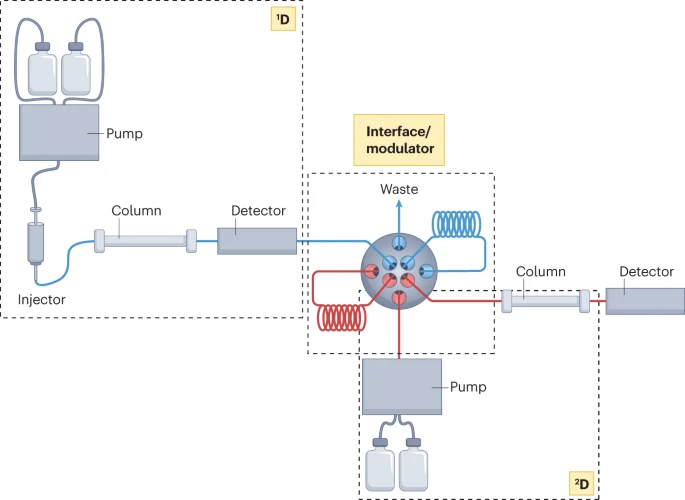 ¹D
Pump
Interface/
modulator
Waste
Column
Detector
Injector
Column
Detector
Pump
²D